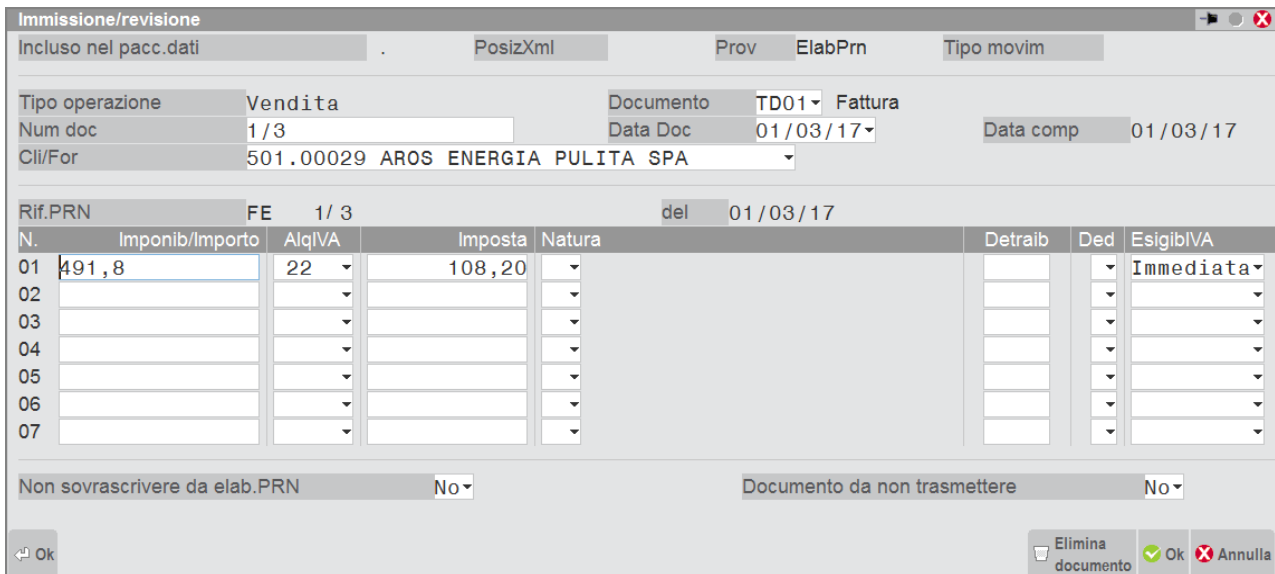 Immissione/revisione
Incluso nel pacc.dati . PosizXml Prov ElabPrn Tipo movim
Tipo operazione Vendita Documento TD01 Fattura
Num doc 1/3 Data Doc 01/03/17 Data comp 01/03/17
Cli/For 501.00029 AROS ENERGIA PULITA SPA
Rif.PRN FE 1/ 3 del 01/03/17
N. Imponib/Importo AlqIVA Imposta Natura Detraib Ded EsigibIVA
01 491,8 22 108,20 Immediata
02
03
04
05
06
07
Non sovrascrivere da elab.PRN No Documento da non trasmettere No
Ok Elimina documento Ok Annulla